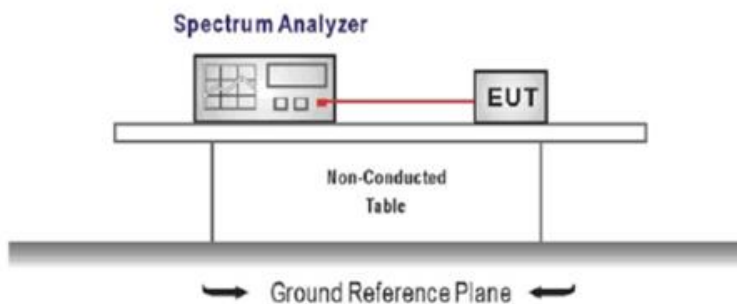 Spectrum Analyzer
EUT
Non-Conducted
Table
Ground Reference Plane